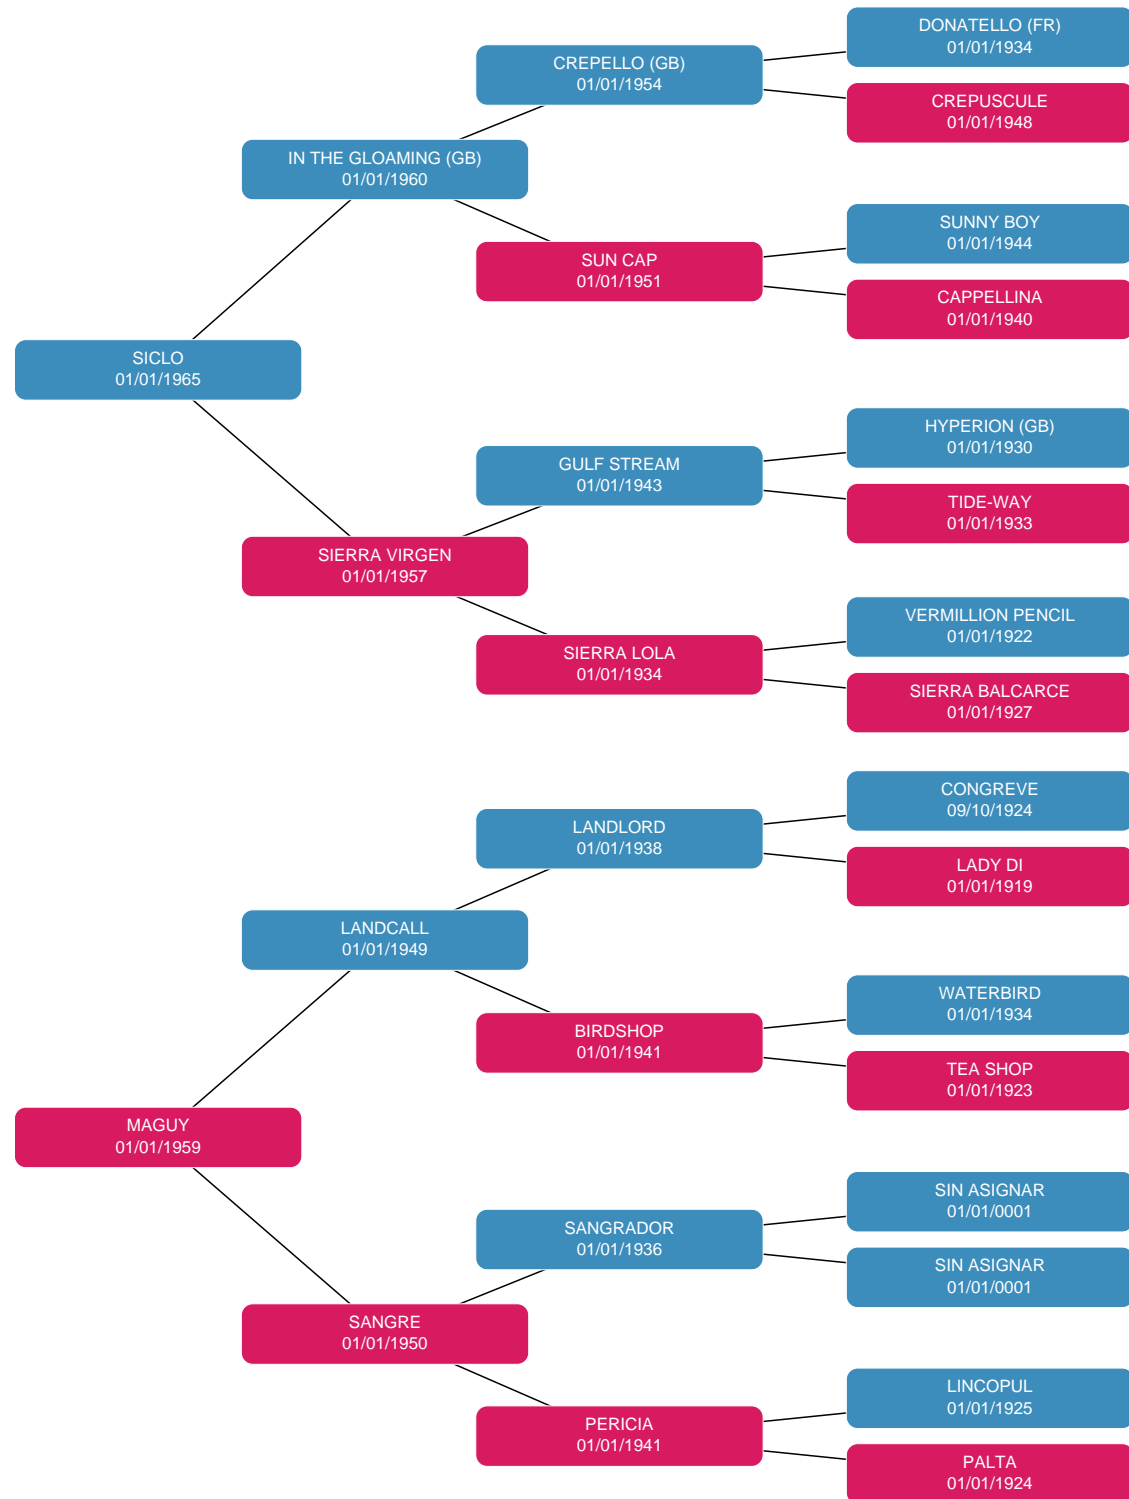 DONATELLO (FR)
01/01/1934
CREPELLO (GB)
01/01/1954
CREPUSCULE
01/01/1948
IN THE GLOAMING (GB)
01/01/1960
SUNNY BOY
01/01/1944
SUN CAP
01/01/1951
CAPPELLINA
01/01/1940
SICLO
01/01/1965
HYPERION (GB)
01/01/1930
GULF STREAM
01/01/1943
TIDE-WAY
01/01/1933
SIERRA VIRGEN
01/01/1957
VERMILLION PENCIL
01/01/1922
SIERRA LOLA
01/01/1934
SIERRA BALCARCE
01/01/1927
CONGREVE
09/10/1924
LANDLORD
01/01/1938
LADY DI
01/01/1919
LANDCALL
01/01/1949
WATERBIRD
01/01/1934
BIRDSHOP
01/01/1941
TEA SHOP
01/01/1923
MAGUY
01/01/1959
SIN ASIGNAR
01/01/0001
SANGRADOR
01/01/1936
SIN ASIGNAR
01/01/0001
SANGRE
01/01/1950
LINCOPUL
01/01/1925
PERICIA
01/01/1941
PALTA
01/01/1924